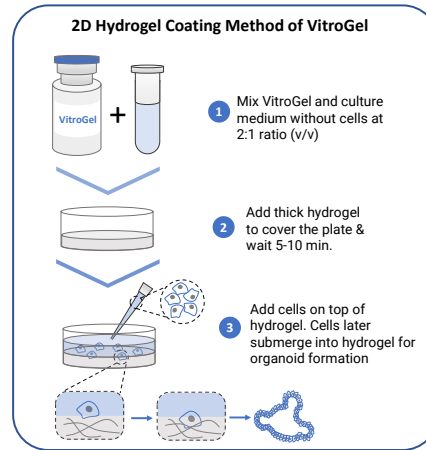 2D Hydrogel Coating Method of VitroGel
VitroGel
+
1
Mix VitroGel and culture
medium without cells at
2:1 ratio (v/v)
2
Add thick hydrogel
to cover the plate &
wait 5-10 min.
3
Add cells on top of
hydrogel. Cells later
submerge into hydrogel for
organoid formation